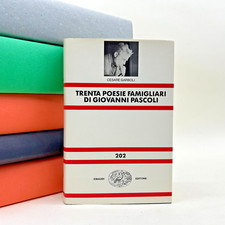 CESARE GARBOLI
TRENTA POESIE FAMIGLIARI
DI GIOVANNI PASCOLI
202
EINAUDI EDITORE